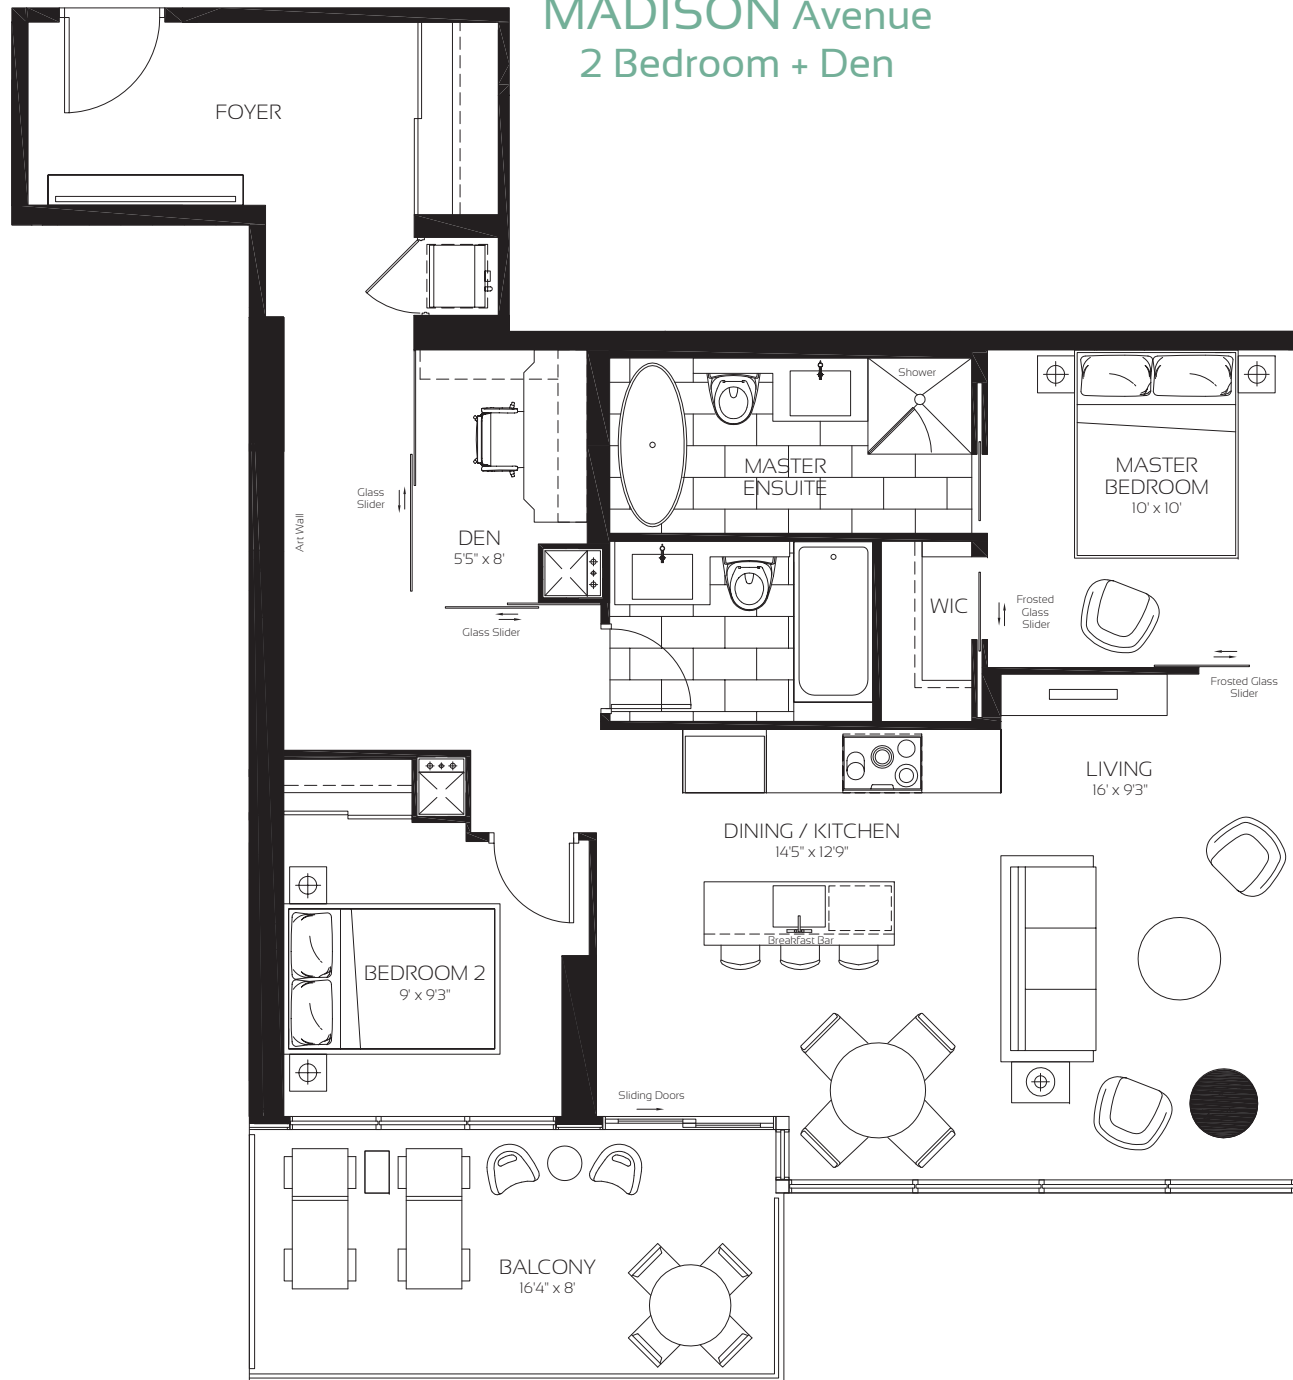 MADISON Avenue
2 Bedroom + Den
FOYER
Shower
MASTER
ENSUITE
MASTER
BEDROOM
10' x 10'
Glass
Slider
Art Wall
DEN
5'5" x 8'
Glass Slider
WIC
Frosted
Glass
Slider
Frosted Glass
Slider
LIVING
16' x 9'3"
DINING / KITCHEN
14'5" x 12'9"
Breakfast Bar
BEDROOM 2
9' x 9'3"
Sliding Doors
BALCONY
16'4" x 8'